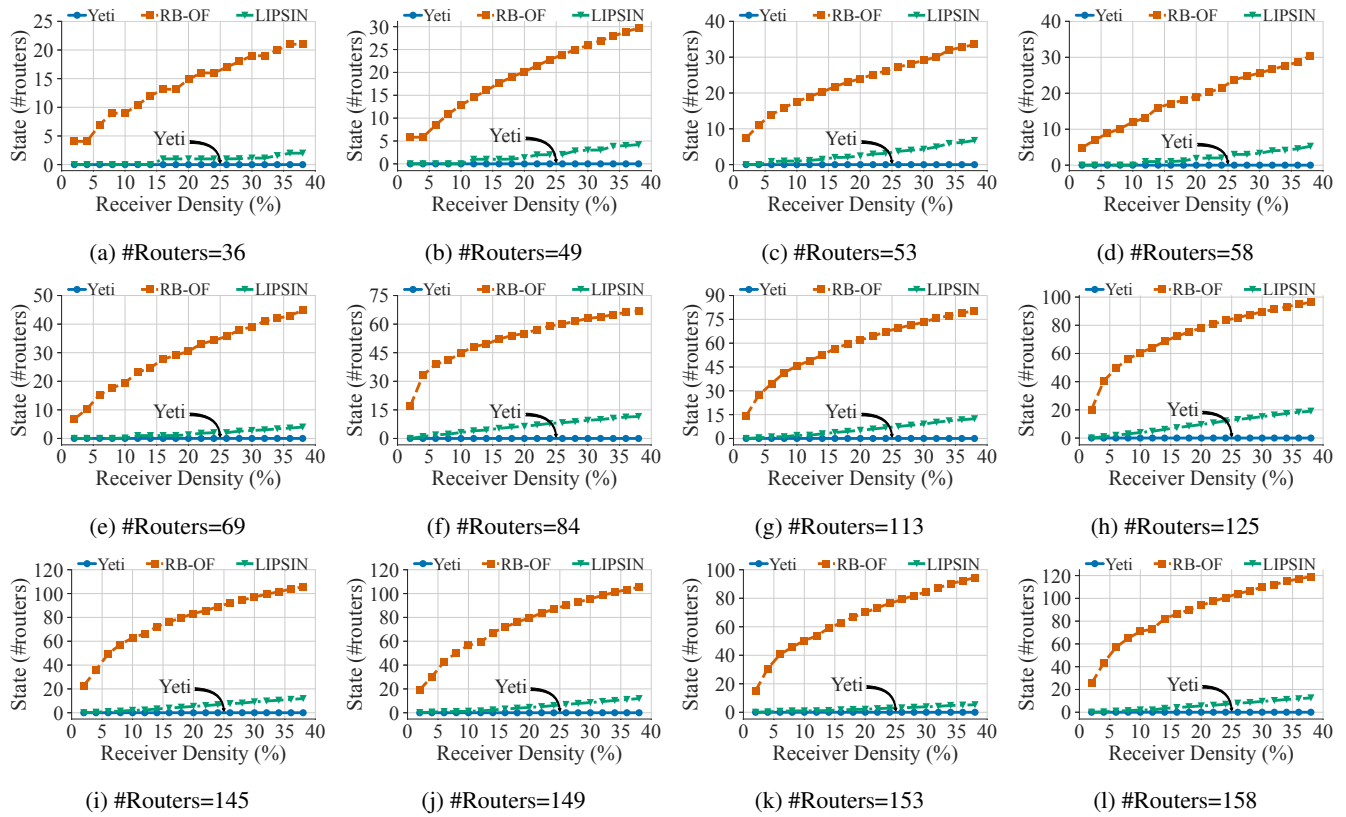 Yeti RB-OF LIPSIN
State (#routers)
25
20
15
10
5
0
Yeti
0 5 10 15 20 25 30 35 40
Receiver Density (%)
(a) #Routers=36
Yeti RB-OF LIPSIN
State (#routers)
30
25
20
15
10
5
0
Yeti
0 5 10 15 20 25 30 35 40
Receiver Density (%)
(b) #Routers=49
Yeti RB-OF LIPSIN
State (#routers)
40
30
20
10
0
Yeti
0 5 10 15 20 25 30 35 40
Receiver Density (%)
(c) #Routers=53
Yeti RB-OF LIPSIN
State (#routers)
40
30
20
10
0
Yeti
0 5 10 15 20 25 30 35 40
Receiver Density (%)
(d) #Routers=58
Yeti RB-OF LIPSIN
State (#routers)
50
40
30
20
10
0
Yeti
0 5 10 15 20 25 30 35 40
Receiver Density (%)
(e) #Routers=69
Yeti RB-OF LIPSIN
State (#routers)
75
60
45
30
15
0
Yeti
0 5 10 15 20 25 30 35 40
Receiver Density (%)
(f) #Routers=84
Yeti RB-OF LIPSIN
State (#routers)
90
75
60
45
30
15
0
Yeti
0 5 10 15 20 25 30 35 40
Receiver Density (%)
(g) #Routers=113
Yeti RB-OF LIPSIN
State (#routers)
100
80
60
40
20
0
Yeti
0 5 10 15 20 25 30 35 40
Receiver Density (%)
(h) #Routers=125
Yeti RB-OF LIPSIN
State (#routers)
120
100
80
60
40
20
0
Yeti
0 5 10 15 20 25 30 35 40
Receiver Density (%)
(i) #Routers=145
Yeti RB-OF LIPSIN
State (#routers)
120
100
80
60
40
20
0
Yeti
0 5 10 15 20 25 30 35 40
Receiver Density (%)
(j) #Routers=149
Yeti RB-OF LIPSIN
State (#routers)
100
80
60
40
20
0
Yeti
0 5 10 15 20 25 30 35 40
Receiver Density (%)
(k) #Routers=153
Yeti RB-OF LIPSIN
State (#routers)
120
100
80
60
40
20
0
Yeti
0 5 10 15 20 25 30 35 40
Receiver Density (%)
(l) #Routers=158